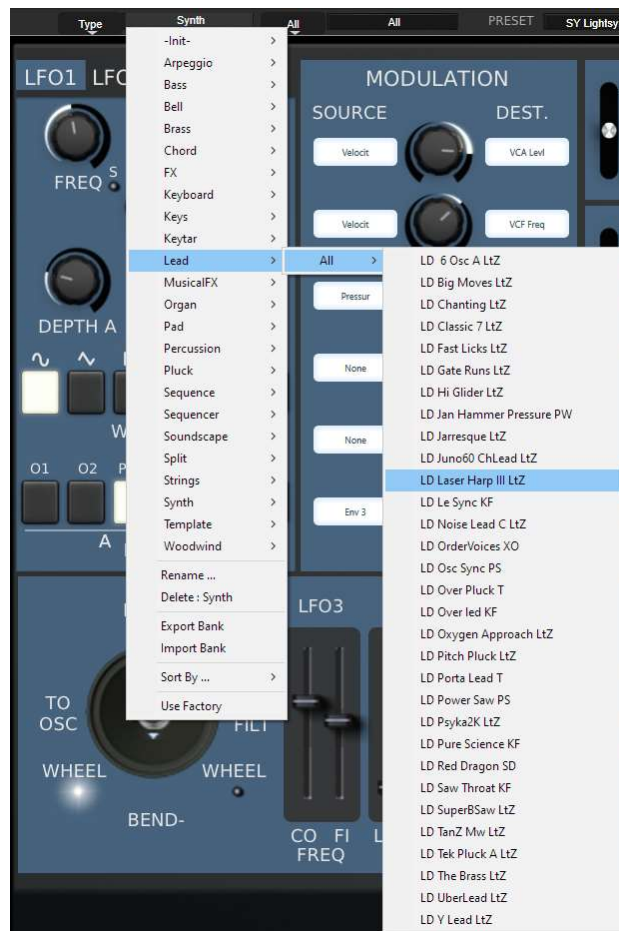 Type
Synth
All
All
PRESET
SY Lightsy
-Init-
Arpeggio
Bass
Bell
Brass
Chord
FX
Keyboard
Keys
Keytar
Lead
MusicalFX
Organ
Pad
Percussion
Pluck
Sequence
Sequencer
Soundscape
Split
Strings
Synth
Template
Woodwind
Rename ...
Delete : Synth
Export Bank
Import Bank
Sort By ...
Use Factory
All
LD 6 Osc A LtZ
LD Big Moves LtZ
LD Chanting LtZ
LD Classic 7 LtZ
LD Fast Licks LtZ
LD Gate Runs LtZ
LD Hi Glider LtZ
LD Jan Hammer Pressure PW
LD Jarresque LtZ
LD Juno60 ChLead LtZ
LD Laser Harp III LtZ
LD Le Sync KF
LD Noise Lead C LtZ
LD OrderVoices XO
LD Osc Sync PS
LD Over Pluck T
LD Over led KF
LD Oxygen Approach LtZ
LD Pitch Pluck LtZ
LD Porta Lead T
LD Power Saw PS
LD Psyka2K LtZ
LD Pure Science KF
LD Red Dragon SD
LD Saw Throat KF
LD SuperBSaw LtZ
LD TanZ Mw LtZ
LD Tek Pluck A LtZ
LD The Brass LtZ
LD UberLead LtZ
LD Y Lead LtZ
LFO1 LFO
FREQ S
DEPTH A
W
O1 O2 P
A
MODULATION
SOURCE DEST.
Velocit VCA Levl
Velocit VCF Freq
Pressur
None
None
Env 3
LFO3
TO
OSC
FILT
WHEEL WHEEL
BEND-
CO FI L
FREQ